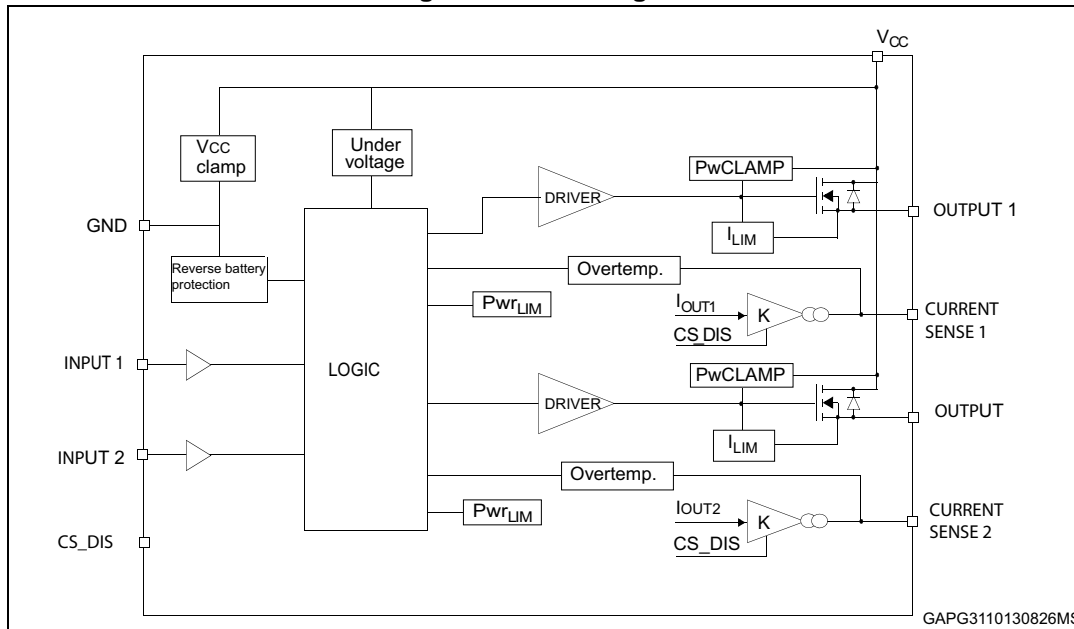 VCC
VCC
clamp
Under
voltage
PwCLAMP
DRIVER
OUTPUT 1
GND
ILIM
Reverse battery
protection
Overtemp.
IOUT1
PwrLIM
K
CURRENT
SENSE 1
CS_DIS
INPUT 1
LOGIC
PwCLAMP
DRIVER
OUTPUT
ILIM
INPUT 2
Overtemp.
IOUT2
PwrLIM
K
CURRENT
SENSE 2
CS_DIS
CS_DIS
GAPG3110130826MS